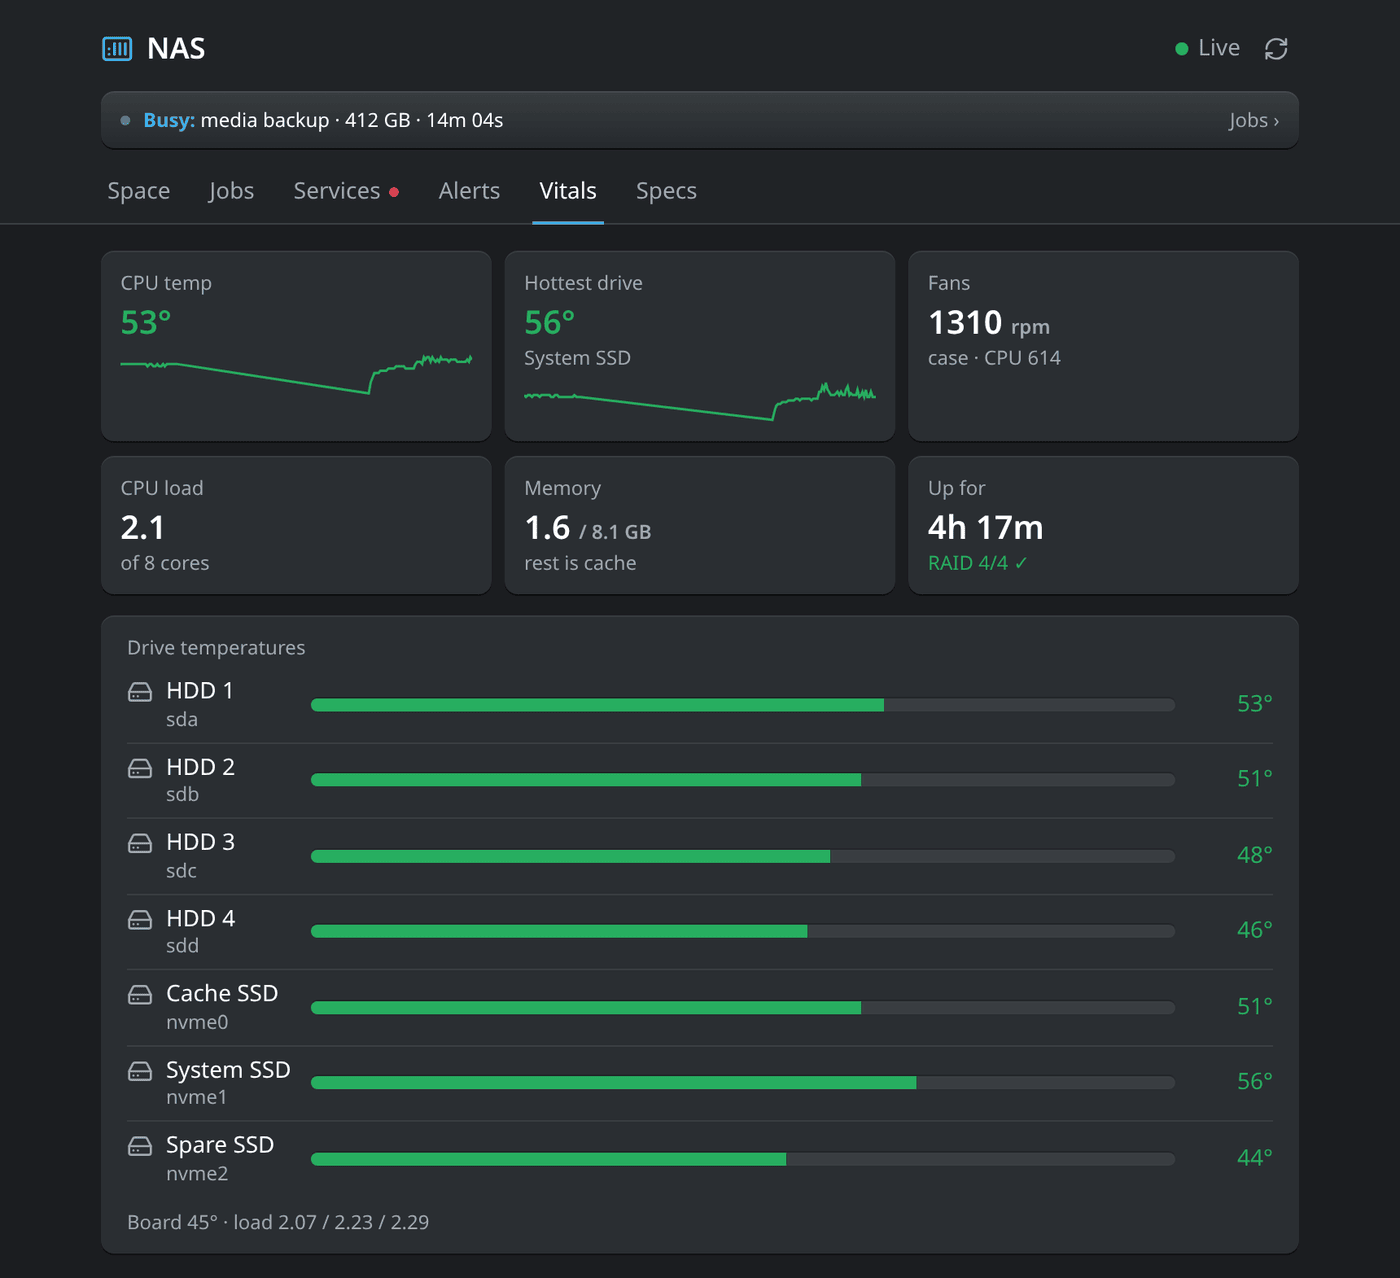 NAS
Live
Busy: media backup · 412 GB · 14m 04s
Jobs ›
Space
Jobs
Services
Alerts
Vitals
Specs
CPU temp
53°
Hottest drive
56°
System SSD
Fans
1310 rpm
case · CPU 614
CPU load
2.1
of 8 cores
Memory
1.6 / 8.1 GB
rest is cache
Up for
4h 17m
RAID 4/4 ✓
Drive temperatures
HDD 1
sda
53°
HDD 2
sdb
51°
HDD 3
sdc
48°
HDD 4
sdd
46°
Cache SSD
nvme0
51°
System SSD
nvme1
56°
Spare SSD
nvme2
44°
Board 45° · load 2.07 / 2.23 / 2.29